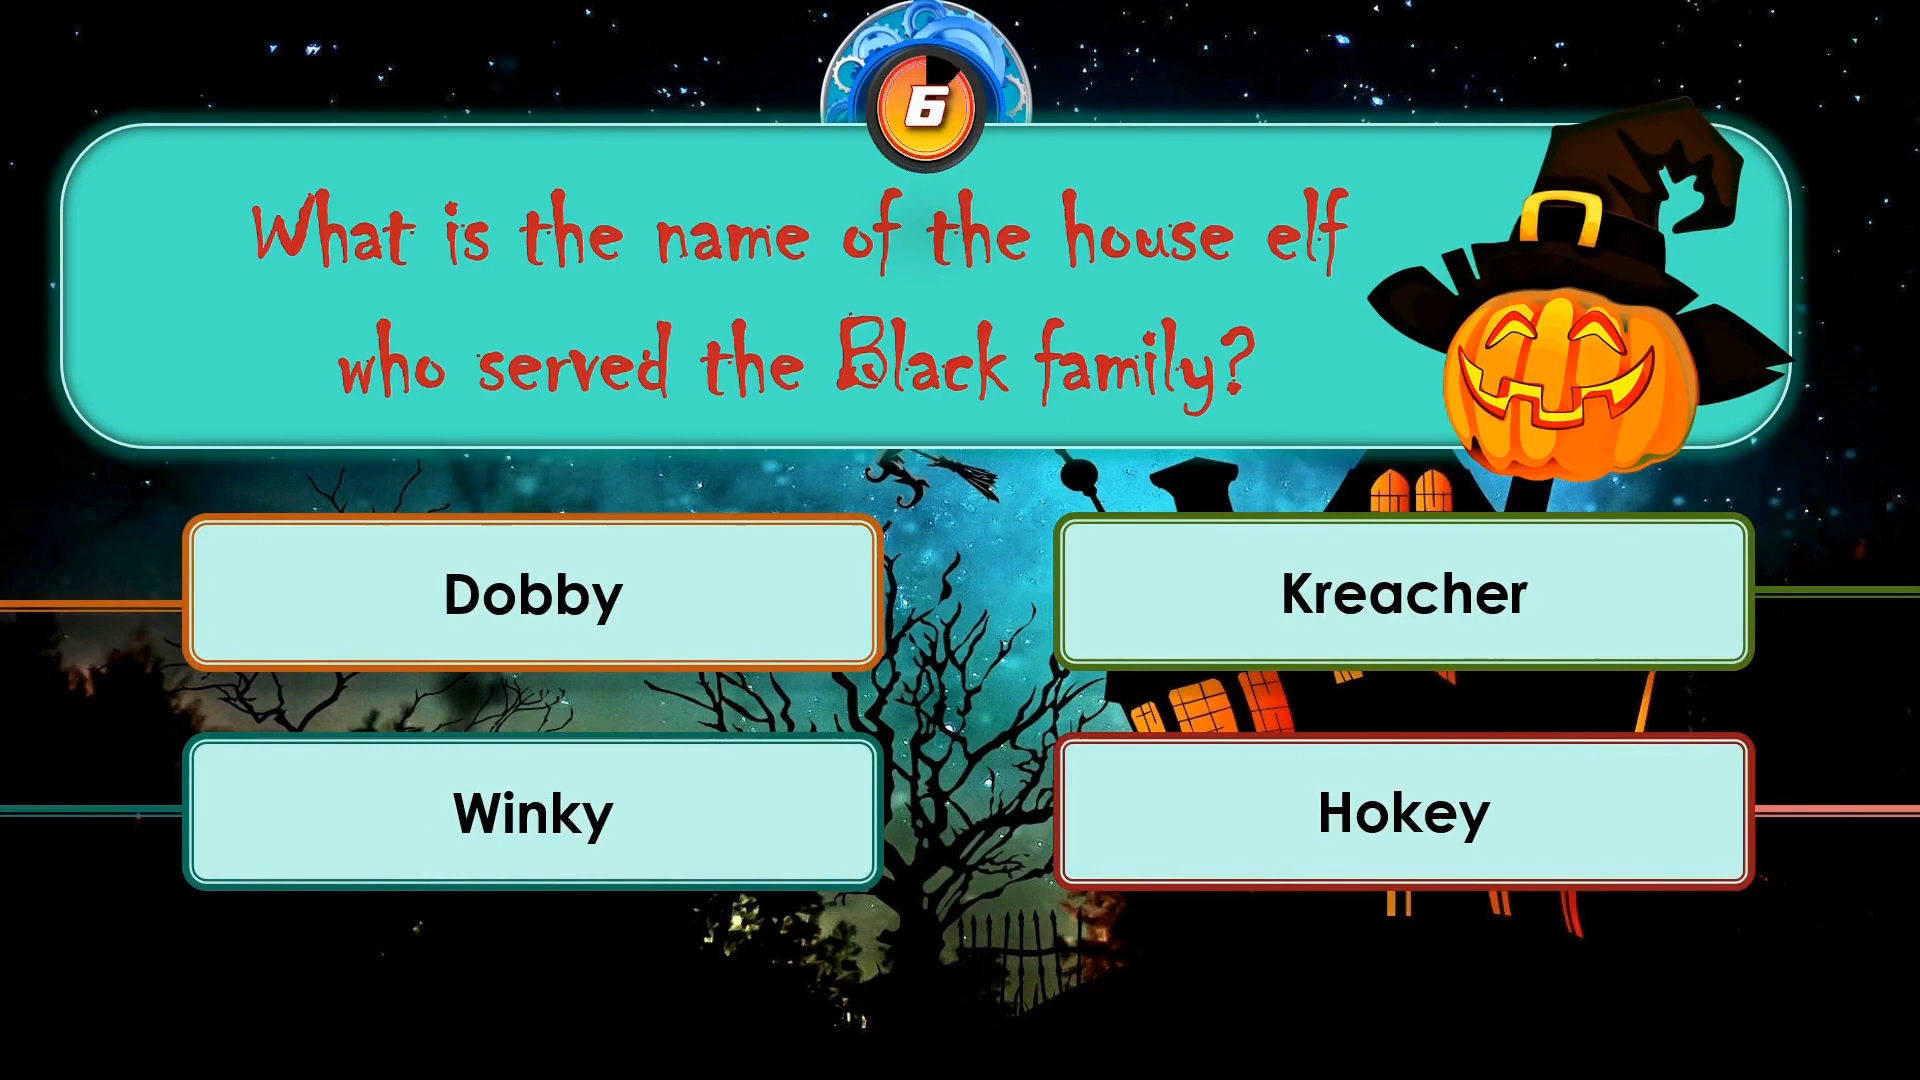 6
What is the name of the house elf
who served the Black family?
Dobby
Kreacher
Winky
Hokey